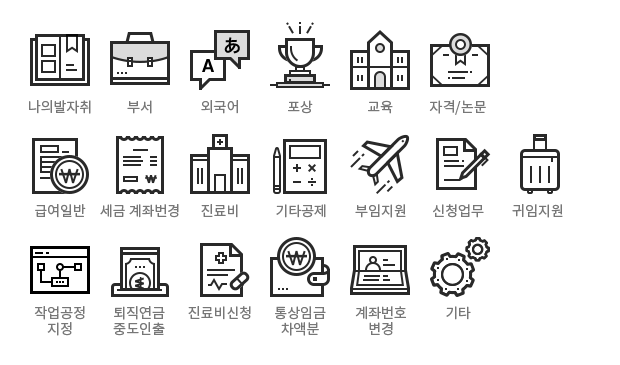 あ
A
나의발자취 부서 외국어 포상 교육 자격/논문
₩
₩
급여일반 세금 계좌번경 진료비 기타공제 부임지원 신청업무 귀임지원
₩
작업공정 퇴직연금 진료비신청 통상임금 계좌번호 기타
지정 중도인출 차액분 변경